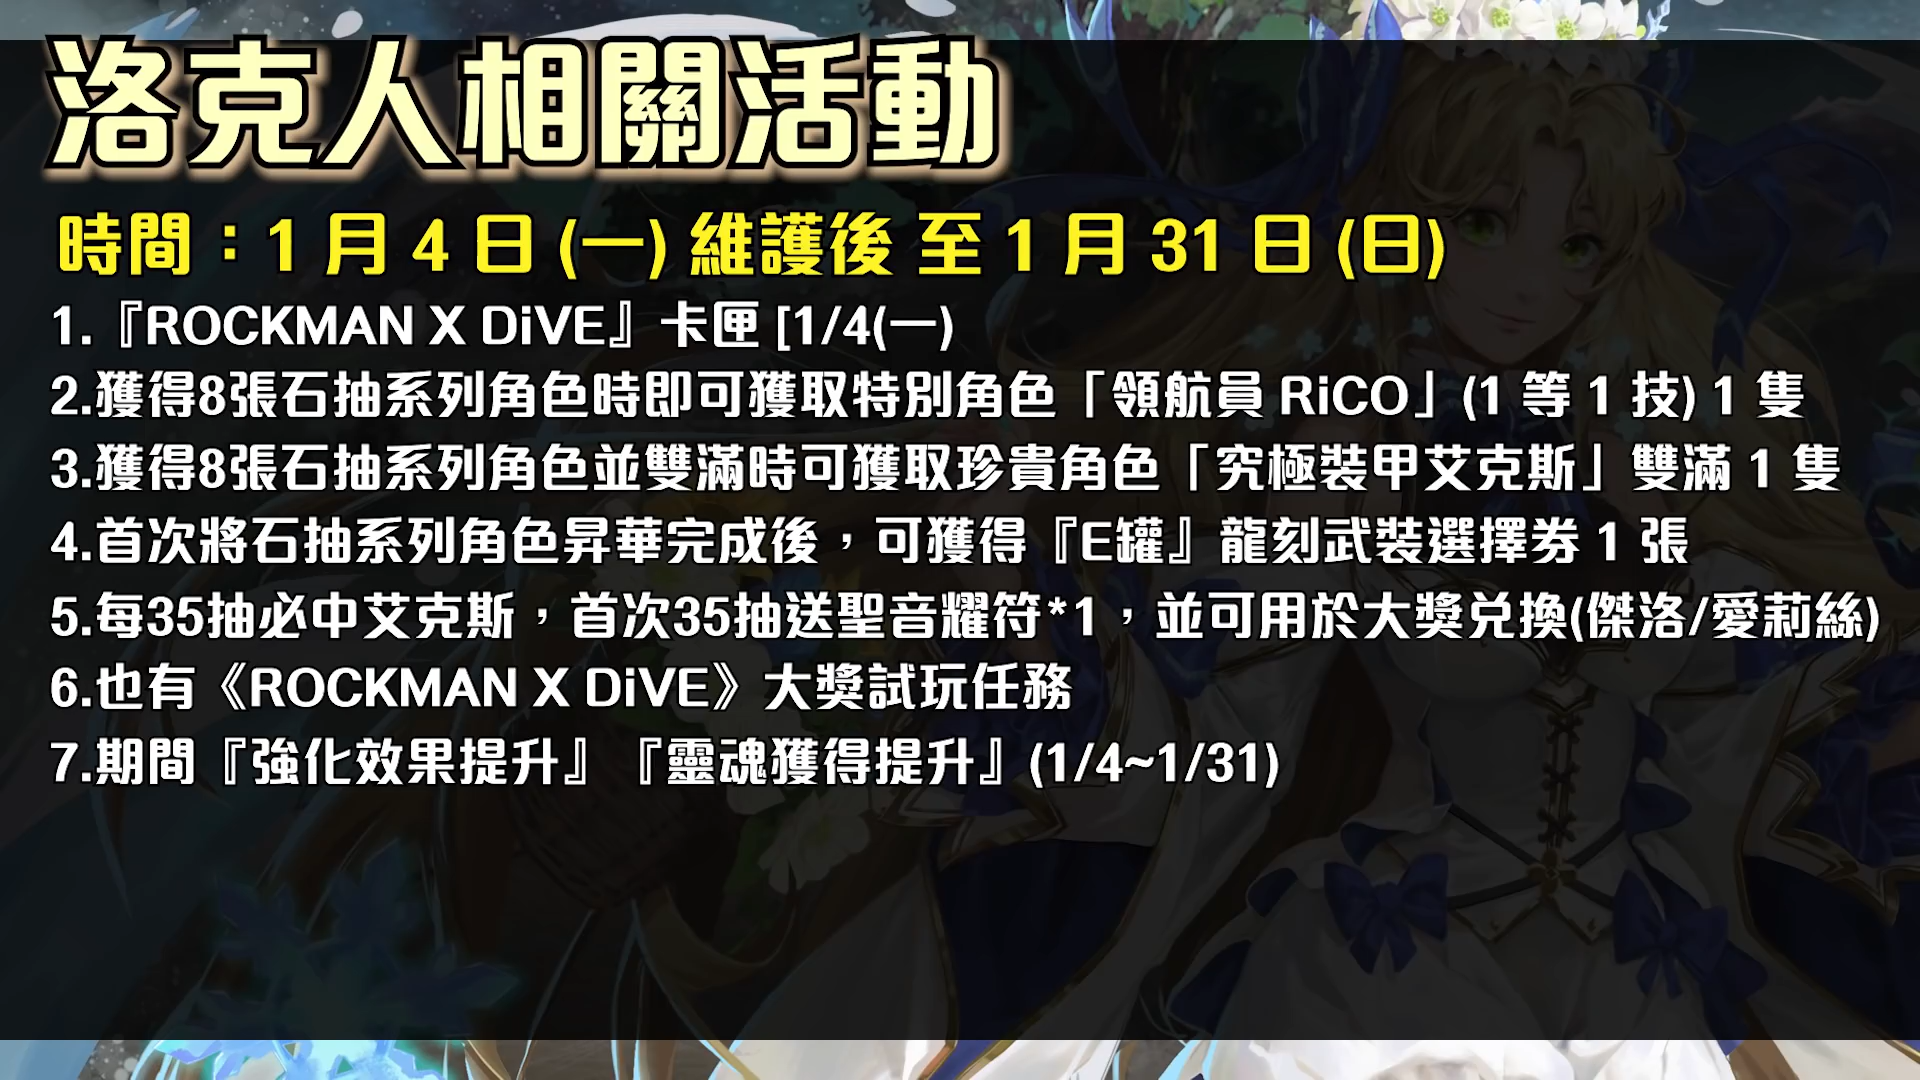 洛克人相關活動
時間：1 月 4 日 (一) 維護後 至 1 月 31 日 (日)
1.『ROCKMAN X DiVE』卡匣 [1/4(一)
2.獲得8張石抽系列角色時即可獲取特別角色「領航員 RiCO」(1 等 1 技) 1 隻
3.獲得8張石抽系列角色並雙滿時可獲取珍貴角色「究極裝甲艾克斯」雙滿 1 隻
4.首次將石抽系列角色昇華完成後，可獲得『E罐』龍刻武裝選擇券 1 張
5.每35抽必中艾克斯，首次35抽送聖音耀符*1，並可用於大獎兌換(傑洛/愛莉絲)
6.也有《ROCKMAN X DiVE》大獎試玩任務
7.期間『強化效果提升』『靈魂獲得提升』(1/4~1/31)